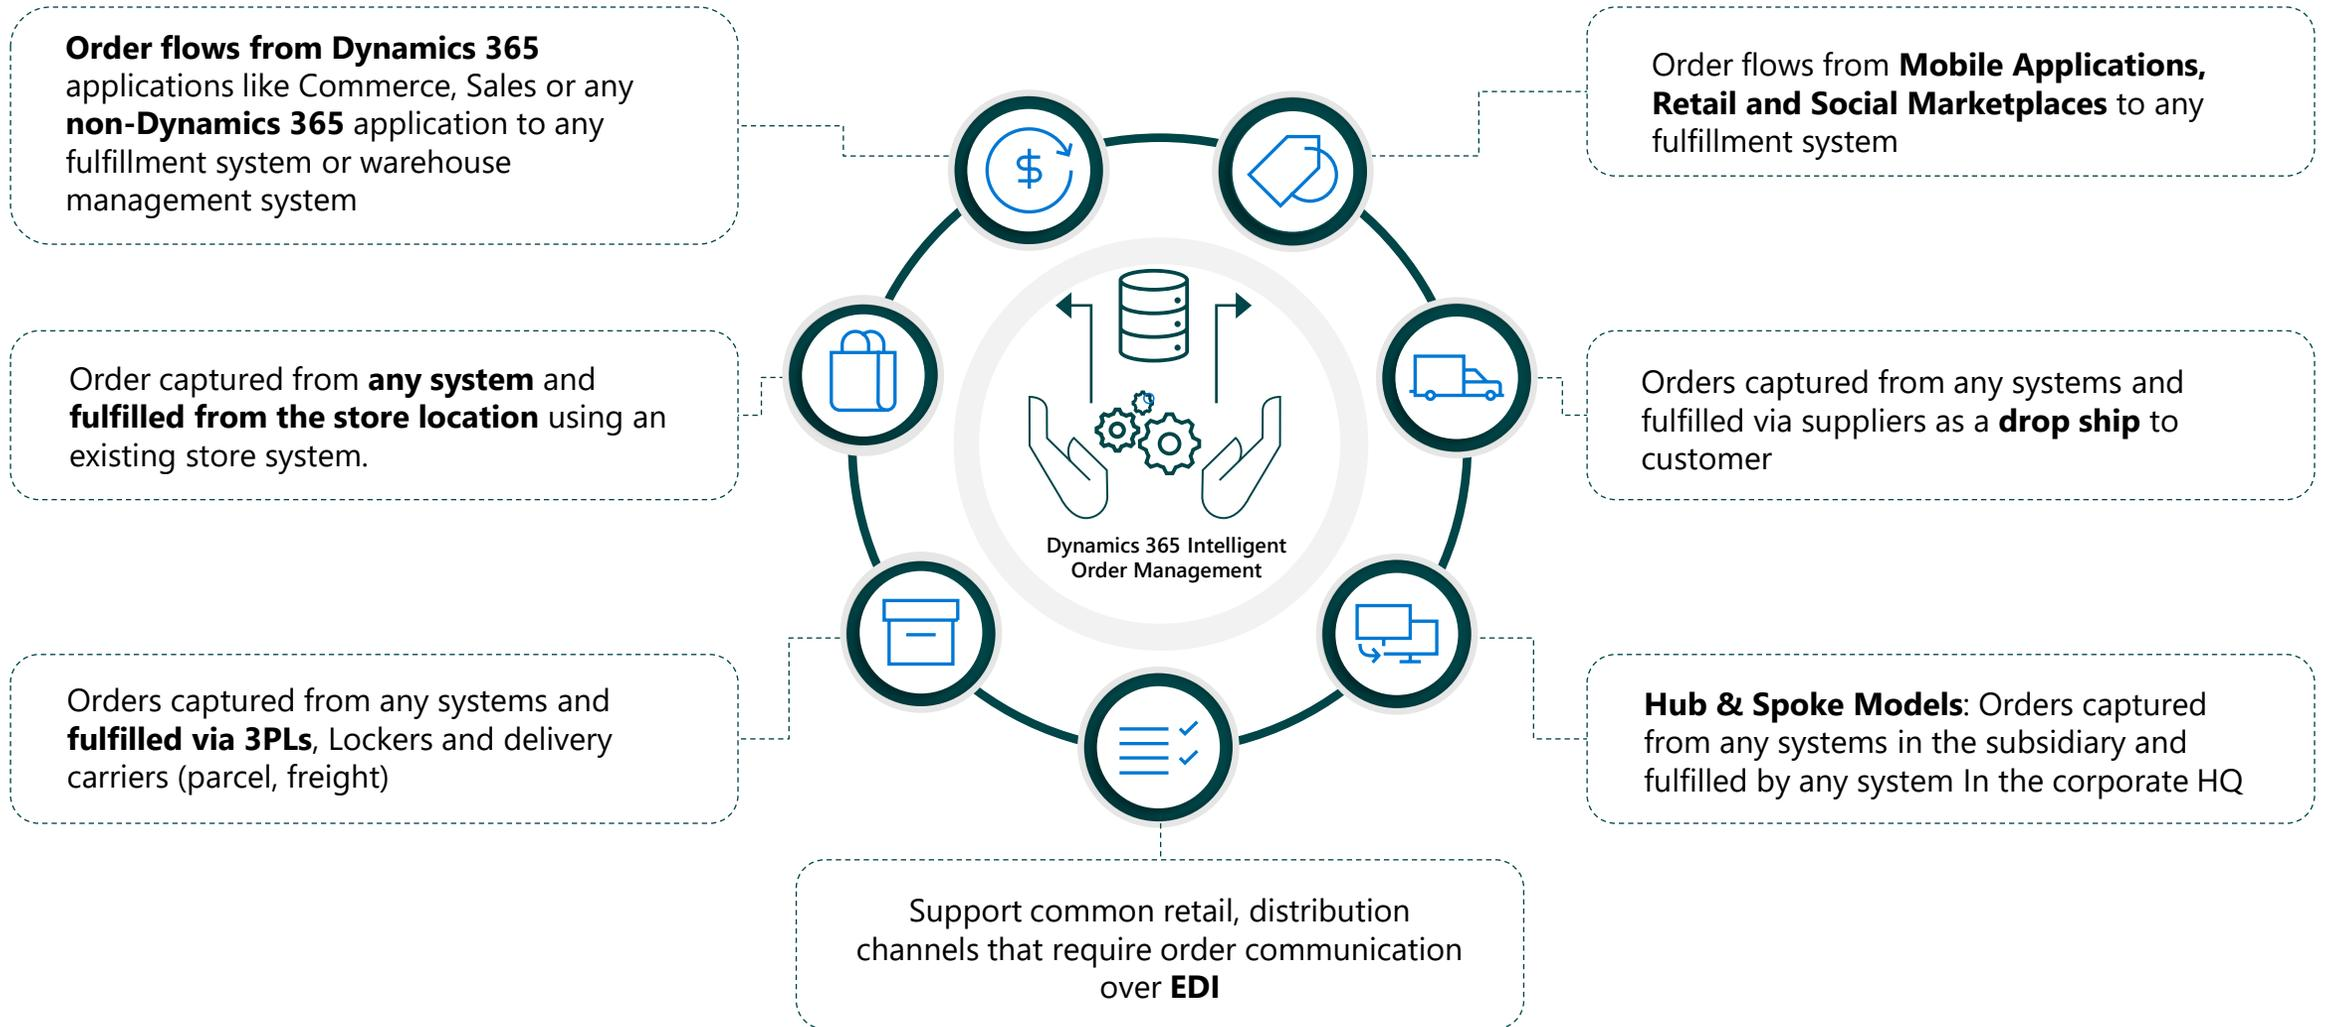 Order flows from Dynamics 365
applications like Commerce, Sales or any
non-Dynamics 365 application to any
fulfillment system or warehouse
management system
Order flows from Mobile Applications,
Retail and Social Marketplaces to any
fulfillment system
Order captured from any system and
fulfilled from the store location using an
existing store system.
Orders captured from any systems and
fulfilled via suppliers as a drop ship to
customer
Dynamics 365 Intelligent
Order Management
Orders captured from any systems and
fulfilled via 3PLs, Lockers and delivery
carriers (parcel, freight)
Hub & Spoke Models: Orders captured
from any systems in the subsidiary and
fulfilled by any system In the corporate HQ
Support common retail, distribution
channels that require order communication
over EDI